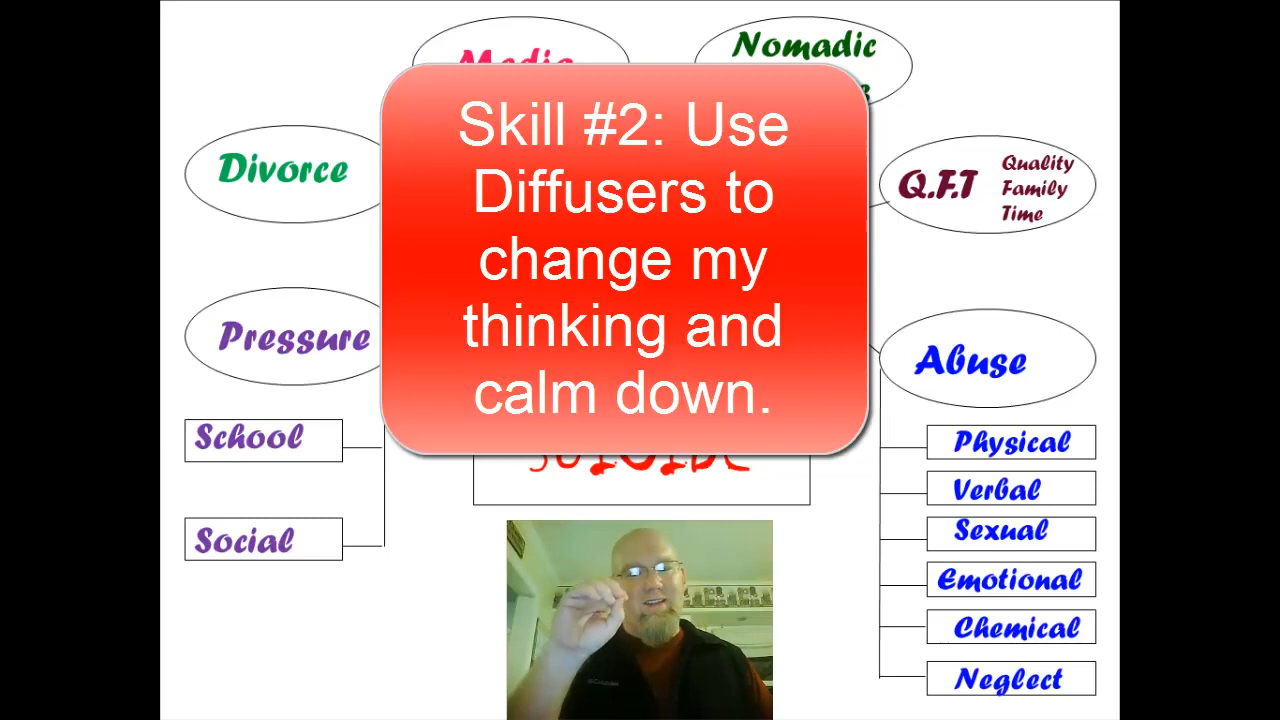 Nomadic
Skill #2: Use
Diffusers to
change my
thinking and
calm down.
Divorce
Q.F.T
Quality
Family
Time
Pressure
Abuse
School
Social
Physical
Verbal
Sexual
Emotional
Chemical
Neglect